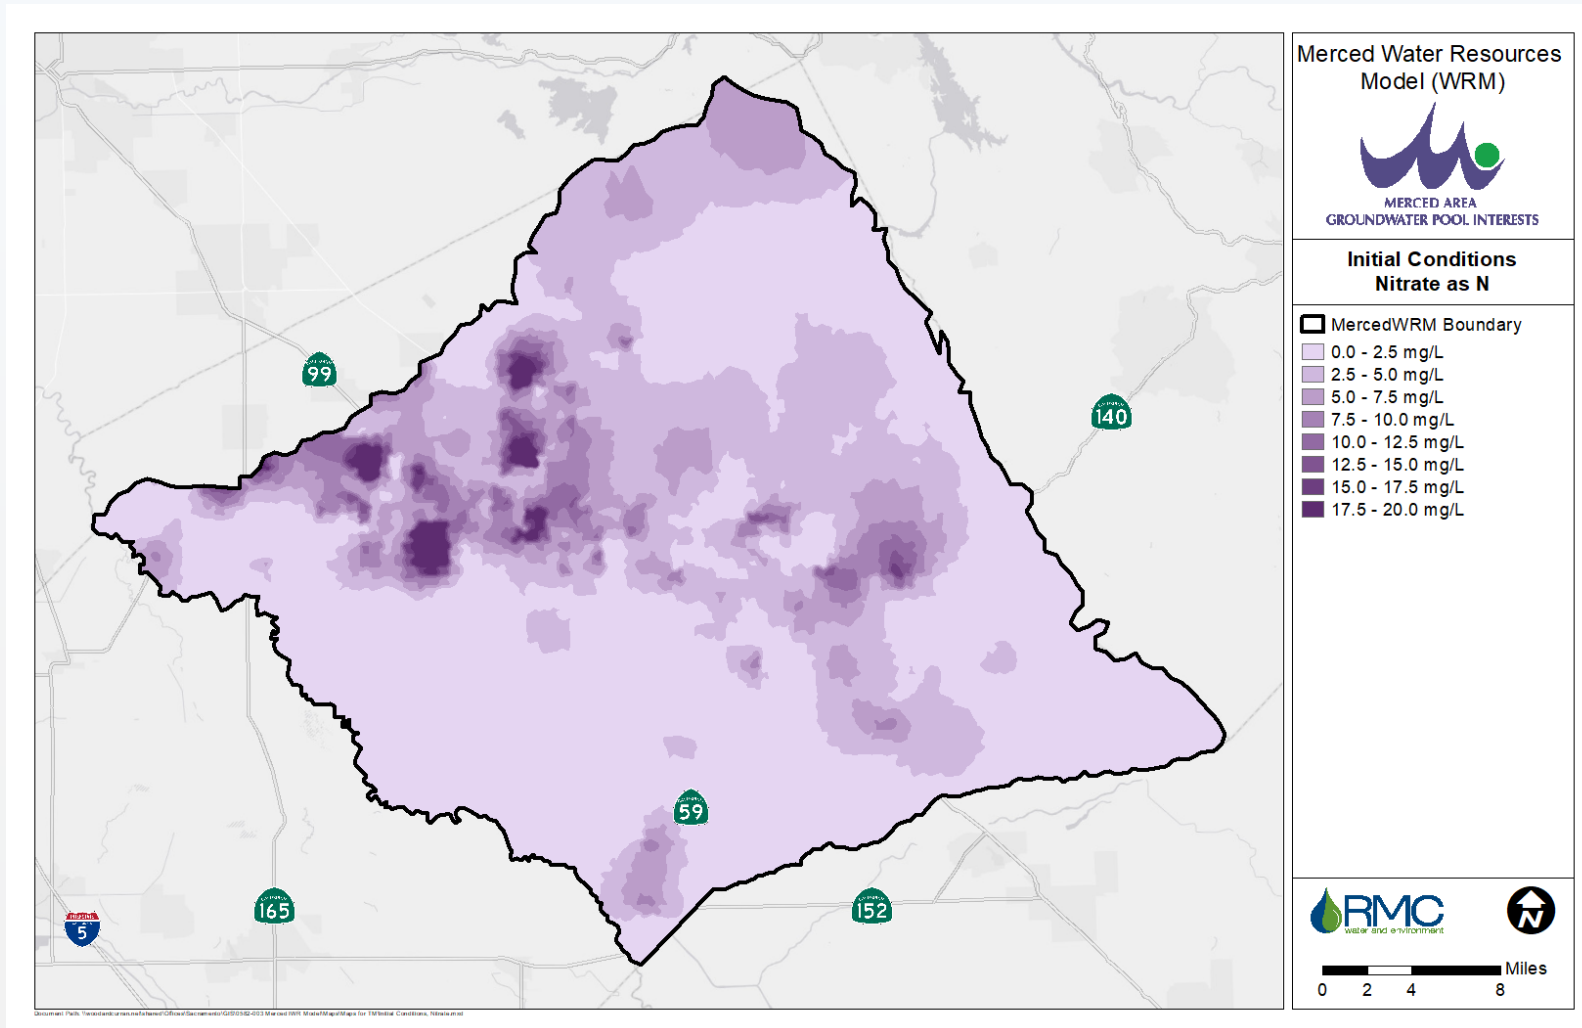 Merced Water Resources
Model (WRM)
MERCED AREA
GROUNDWATER POOL INTERESTS
Initial Conditions
Nitrate as N
MercedWRM Boundary
0.0 - 2.5 mg/L
2.5 - 5.0 mg/L
5.0 - 7.5 mg/L
7.5 - 10.0 mg/L
10.0 - 12.5 mg/L
12.5 - 15.0 mg/L
15.0 - 17.5 mg/L
17.5 - 20.0 mg/L
99
140
59
165
152
5
RMC
water and environment
N
Miles
0 2 4 8